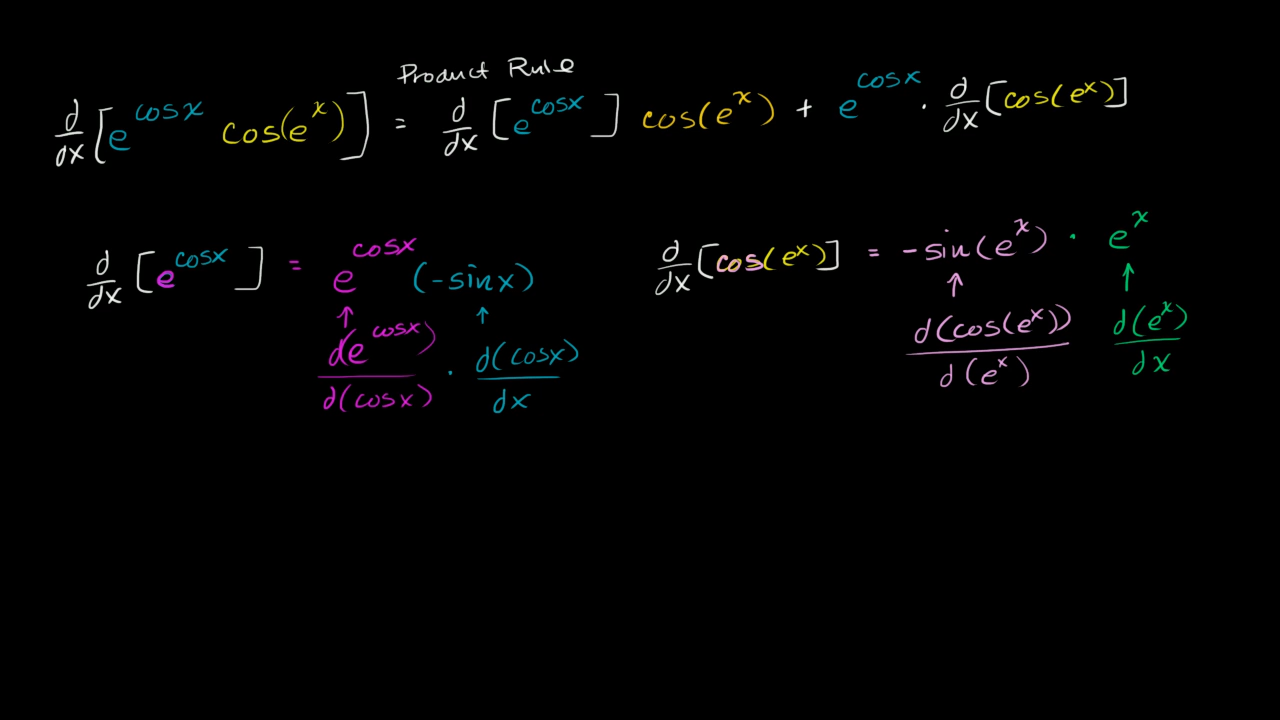 Product Rule
d/dx [e^cosx cos(e^x)] = d/dx [e^cosx] cos(e^x) + e^cosx · d/dx [cos(e^x)]
d/dx [e^cosx] = e^cosx (-sinx)
↑ ↑
de^cosx) / d(cosx) · d(cosx) / dx
d/dx [cos(e^x)] = -sin(e^x) · e^x
↑ ↑
d(cos(e^x)) / d(e^x) d(e^x) / dx